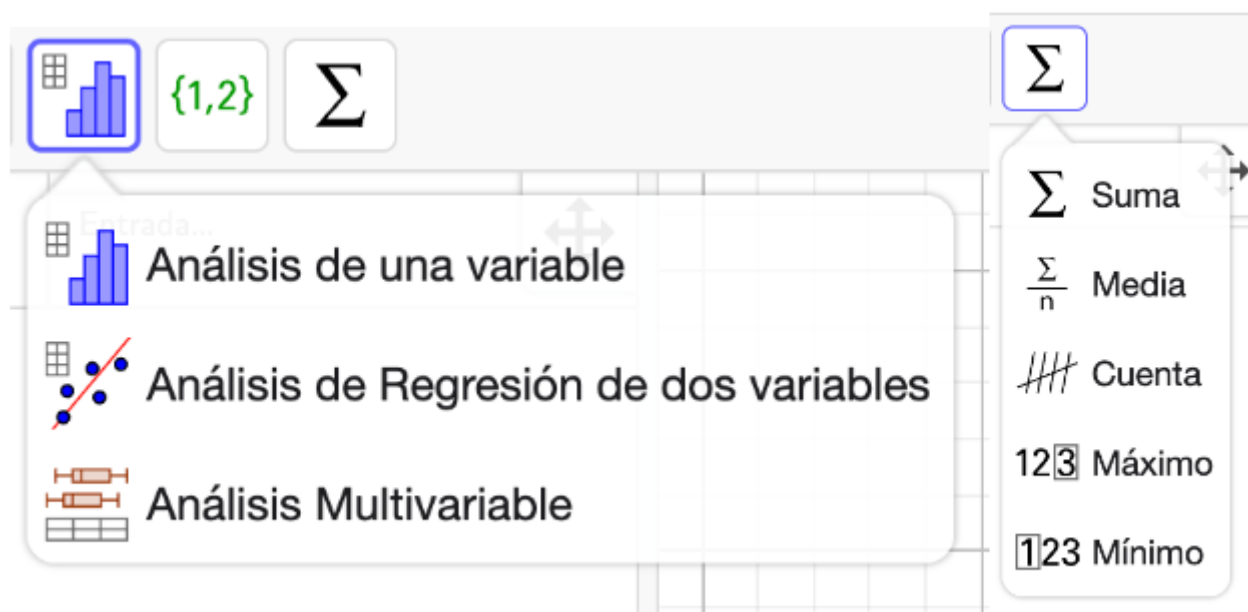 {1,2} Σ
Entrada...
Análisis de una variable
Análisis de Regresión de dos variables
Análisis Multivariable
Σ
Σ Suma
Σ
n Media
Cuenta
123 Máximo
123 Mínimo